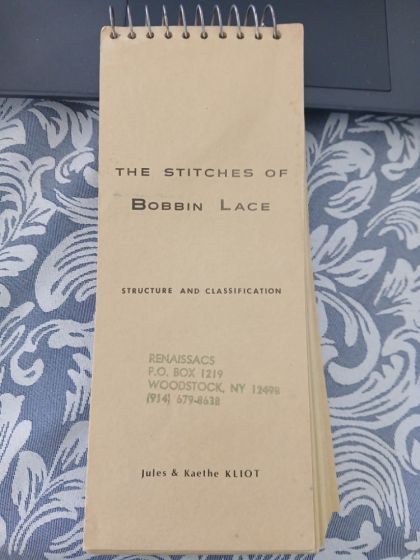 THE STITCHES OF
BOBBIN LACE
STRUCTURE AND CLASSIFICATION
RENAISSACS
P.O. BOX 1219
WOODSTOCK, NY 12498
(914) 679-8638
Jules & Kaethe KLIOT